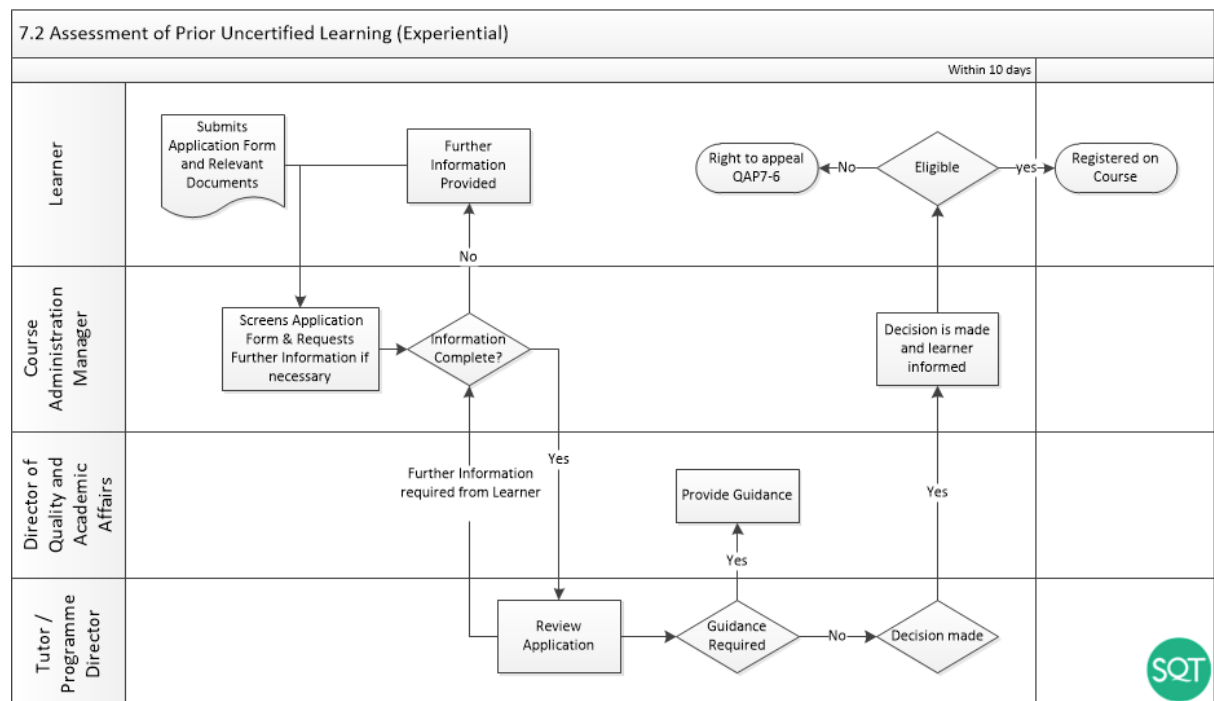 7.2 Assessment of Prior Uncertified Learning (Experiential)
Within 10 days
Learner
Submits
Application Form
and Relevant
Documents
Further
Information
Provided
Right to appeal
QAP7-6
No
Eligible
yes
Registered on
Course
No
Course
Administration
Manager
Screens Application
Form & Requests
Further Information if
necessary
Information
Complete?
Decision is made
and learner
informed
Director of
Quality and
Academic
Affairs
Further Information
required from Learner
Yes
Provide Guidance
Yes
Yes
Tutor /
Programme
Director
Review
Application
Guidance
Required
No
Decision made
SQT